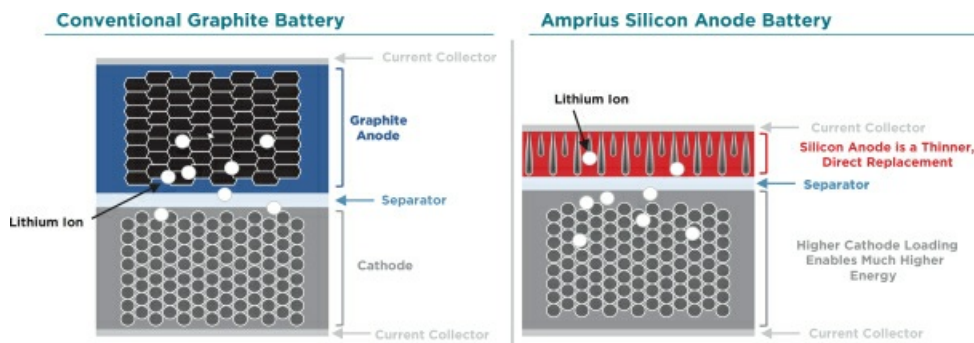 Conventional Graphite Battery
Current Collector
Graphite
Anode
Lithium Ion
Separator
Cathode
Current Collector
Amprius Silicon Anode Battery
Lithium Ion
Current Collector
Silicon Anode is a Thinner,
Direct Replacement
Separator
Higher Cathode Loading
Enables Much Higher
Energy
Current Collector